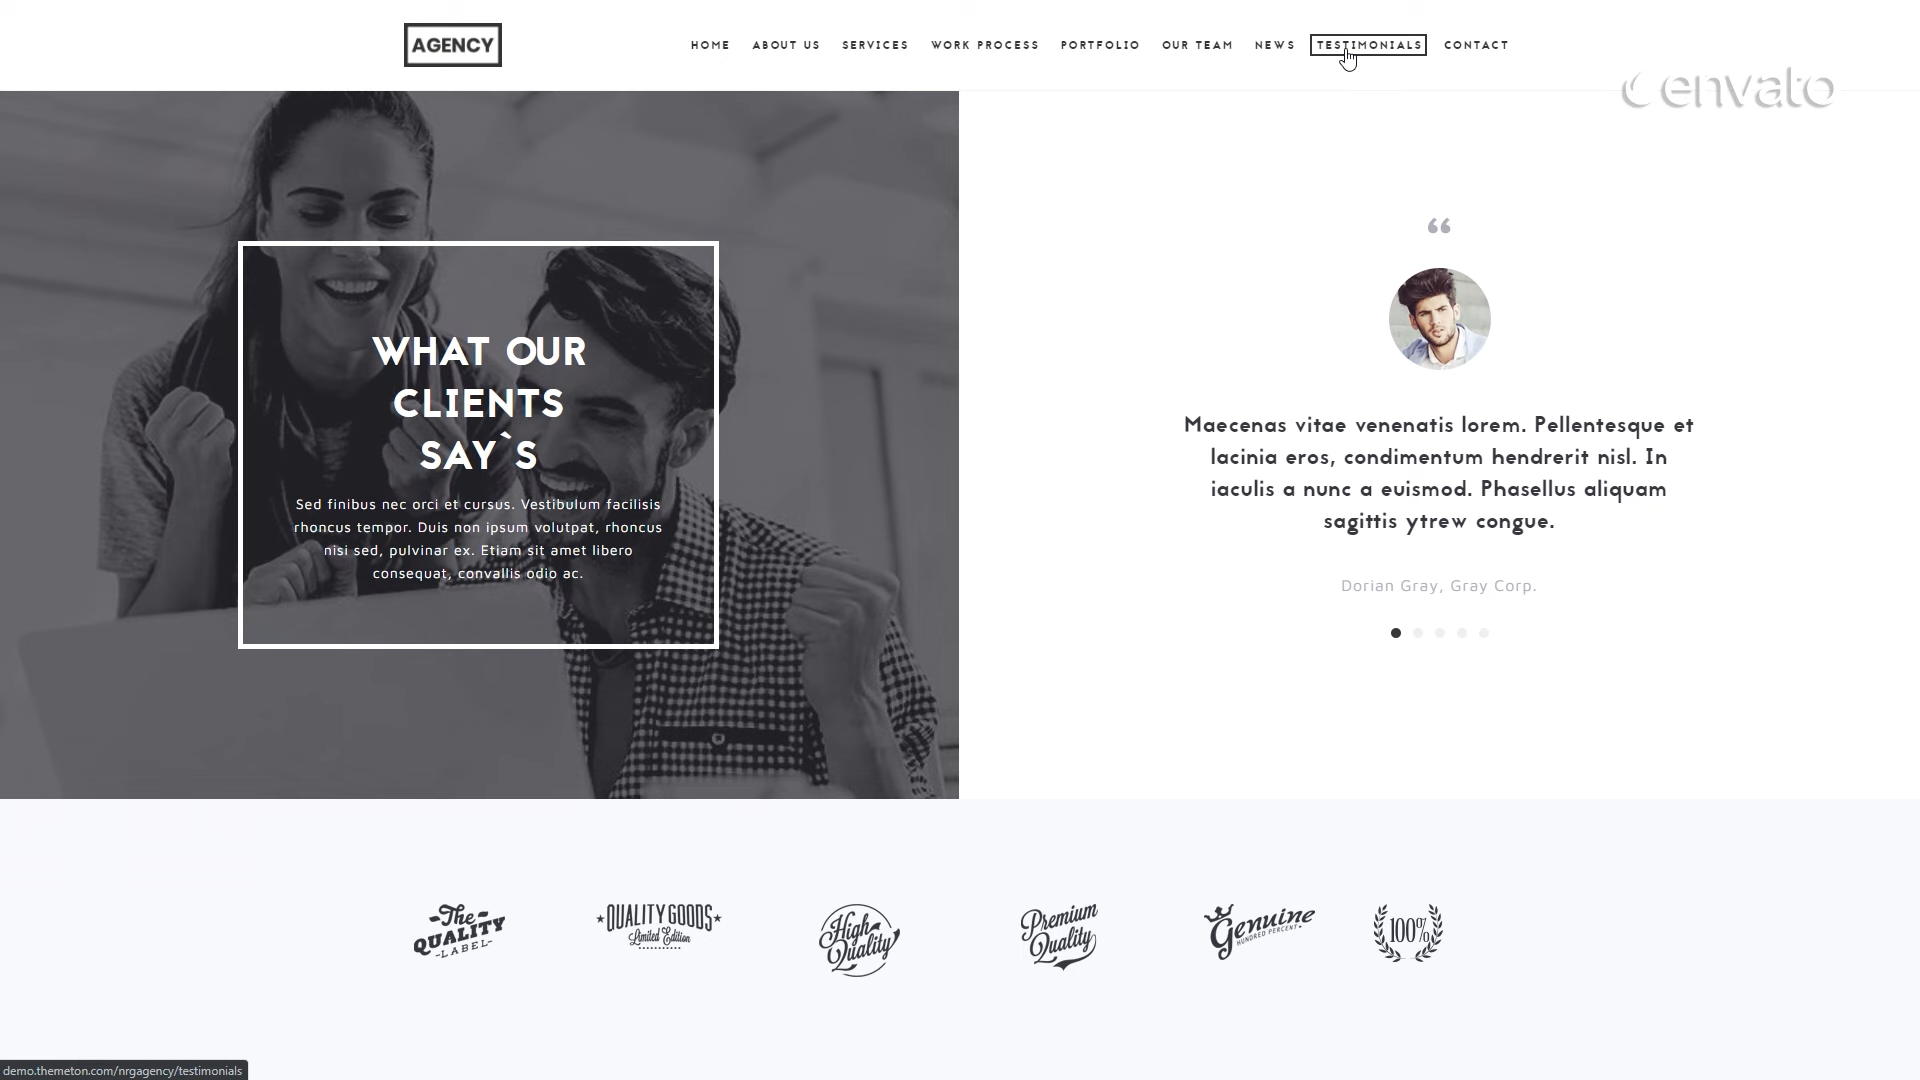 AGENCY
HOME ABOUT US SERVICES WORK PROCESS PORTFOLIO OUR TEAM NEWS TESTIMONIALS CONTACT
envato
WHAT OUR
CLIENTS
SAY`S
Sed finibus nec orci et cursus. Vestibulum facilisis
rhoncus tempor. Duis non ipsum volutpat, rhoncus
nisi sed, pulvinar ex. Etiam sit amet libero
consequat, convallis odio ac.
“
Maecenas vitae venenatis lorem. Pellentesque et
lacinia eros, condimentum hendrerit nisl. In
iaculis a nunc a euismod. Phasellus aliquam
sagittis ytrew congue.
Dorian Gray, Gray Corp.
The
QUALITY
-LABEL-
QUALITY GOODS
Limited Edition
High
Quality
Premium
Quality
Genuine
HUNDRED PERCENT
100%
demo.themeton.com/nrgagency/testimonials